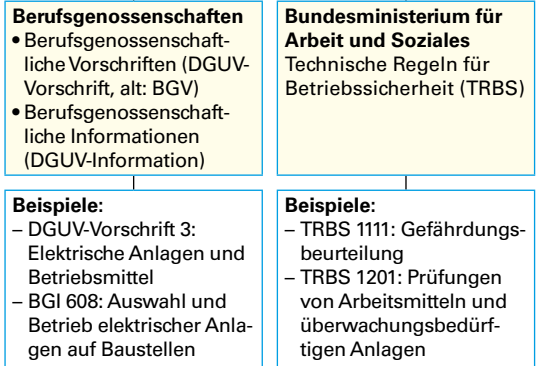 Berufsgenossenschaften
• Berufsgenossenschaft-
liche Vorschriften (DGUV-
Vorschrift, alt: BGV)
• Berufsgenossenschaft-
liche Informationen
(DGUV-Information)
Bundesministerium für
Arbeit und Soziales
Technische Regeln für
Betriebssicherheit (TRBS)
Beispiele:
– DGUV-Vorschrift 3:
Elektrische Anlagen und
Betriebsmittel
– BGI 608: Auswahl und
Betrieb elektrischer Anla-
gen auf Baustellen
Beispiele:
– TRBS 1111: Gefährdungs-
beurteilung
– TRBS 1201: Prüfungen
von Arbeitsmitteln und
überwachungsbedürf-
tigen Anlagen